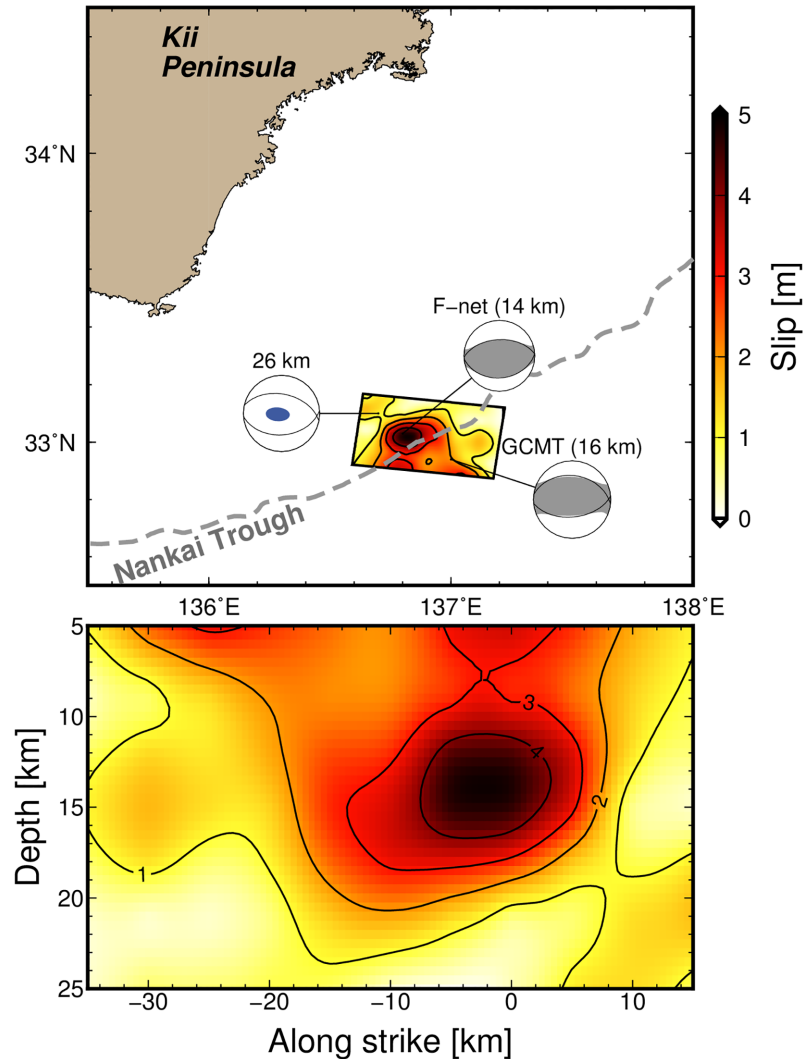 Kii
Peninsula
34˚N
33˚N
F−net (14 km)
26 km
GCMT (16 km)
Nankai Trough
136˚E
137˚E
138˚E
5
4
3
2
1
0
Slip [m]
5
10
15
20
25
Depth [km]
3
4
2
1
−30
−20
−10
0
10
Along strike [km]